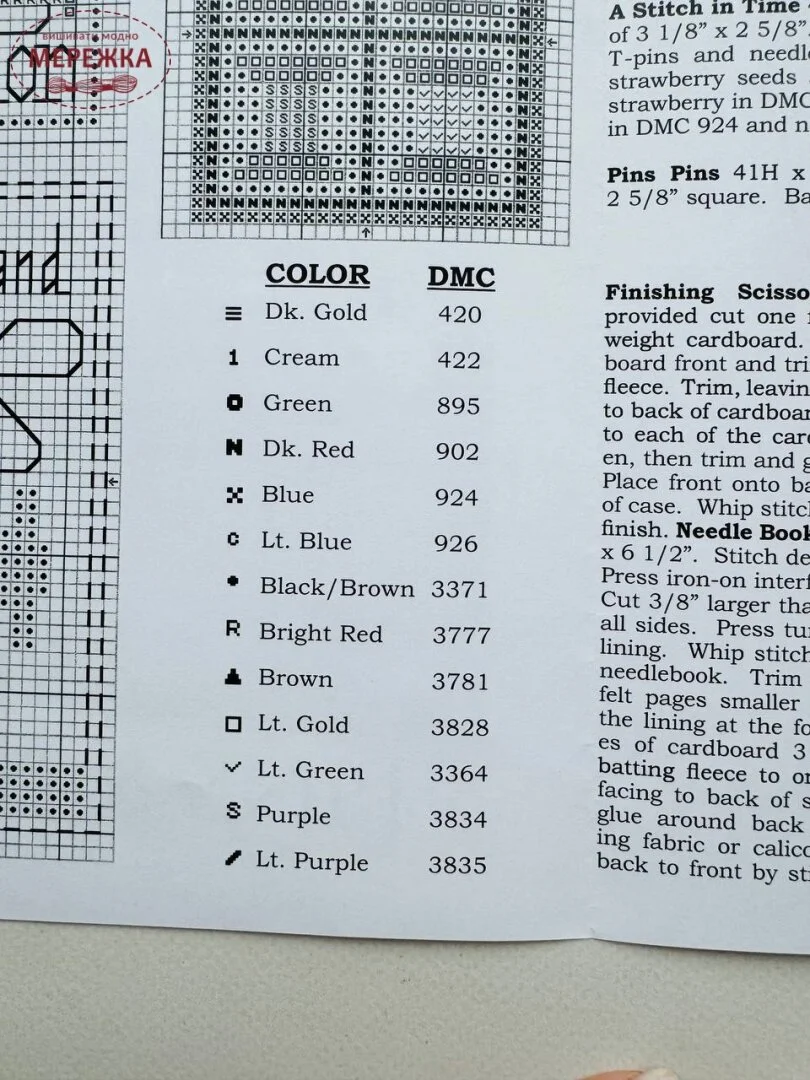 вишивати модно
МЕРЕЖКА
and
COLOR DMC
Dk. Gold 420
1 Cream 422
Green 895
N Dk. Red 902
Blue 924
C Lt. Blue 926
Black/Brown 3371
R Bright Red 3777
Brown 3781
Lt. Gold 3828
Lt. Green 3364
S Purple 3834
Lt. Purple 3835
A Stitch in Time
of 3 1/8” x 2 5/8”.
T-pins and needl
strawberry seeds
strawberry in DMC
in DMC 924 and n
Pins Pins 41H x
2 5/8” square. Ba
Finishing Scisso
provided cut one
weight cardboard.
board front and tri
fleece. Trim, leavin
to back of cardboar
to each of the car
en, then trim and g
Place front onto ba
of case. Whip stitc
finish. Needle Book
x 6 1/2”. Stitch de
Press iron-on interf
Cut 3/8” larger tha
all sides. Press tu
lining. Whip stitch
needlebook. Trim
felt pages smaller
the lining at the fo
es of cardboard 3
batting fleece to o
facing to back of s
glue around back
ing fabric or calico
back to front by sti